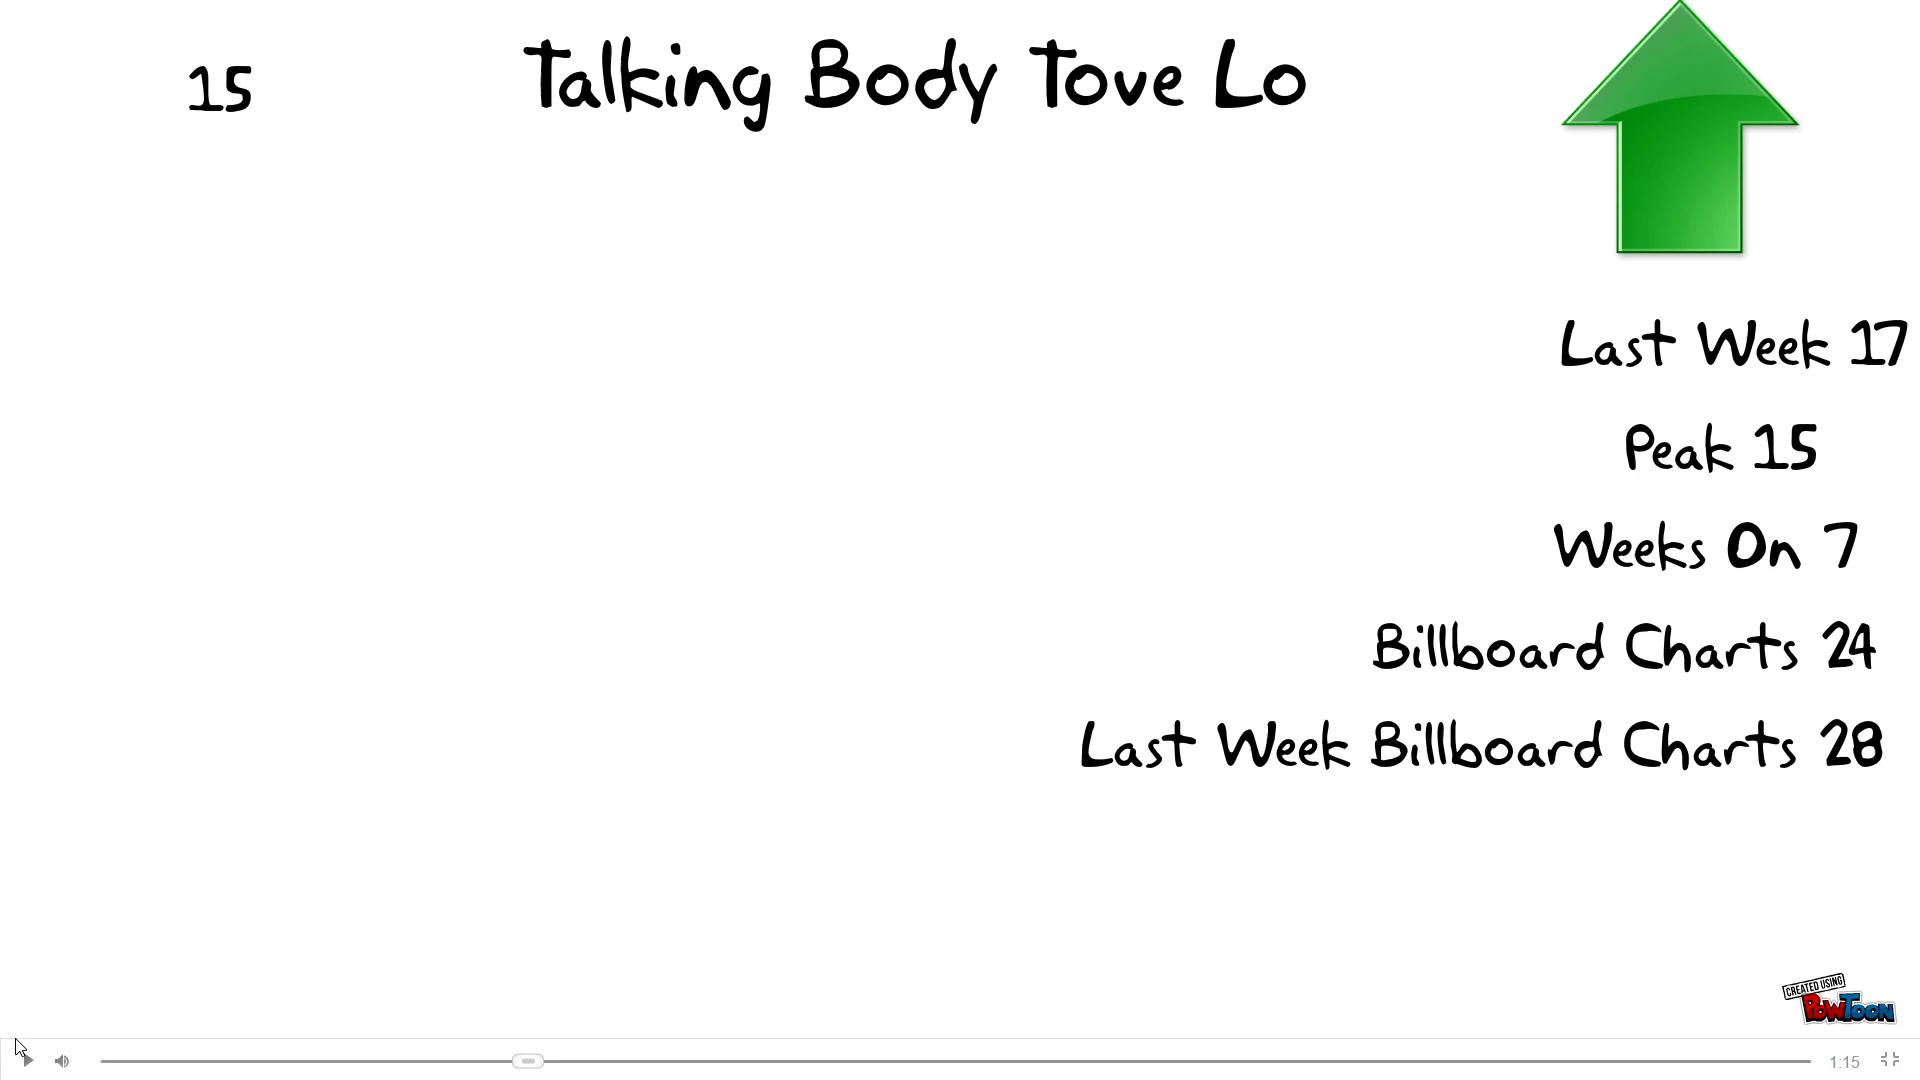 15
Talking Body Tove Lo
Last Week 17
Peak 15
Weeks On 7
Billboard Charts 24
Last Week Billboard Charts 28
CREATED USING
POWTOON
1:15